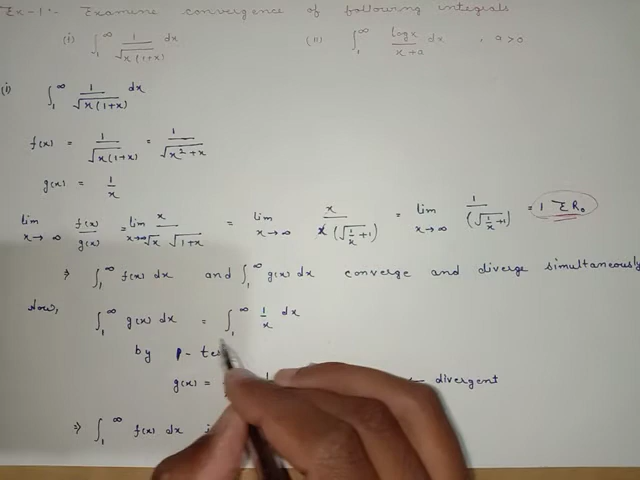 Ex-1:- Examine convergence of following integrals
(i) ∫₁^∞ 1/√x(1+x) dx (ii) ∫₁^∞ logx/x+a dx , a>0
(i) ∫₁^∞ 1/√x(1+x) dx
f(x) = 1/√x(1+x) = 1/√x²+x
g(x) = 1/x
lim x→∞ f(x)/g(x) = lim x→∞ x/√x √1+x = lim x→∞ x/x(√1/x+1) = lim x→∞ 1/(√1/x+1) = 1 ∈ R₀
⇒ ∫₁^∞ f(x) dx and ∫₁^∞ g(x) dx converge and diverge simultaneously
Now,
∫₁^∞ g(x) dx = ∫₁^∞ 1/x dx
by p-
g(x) = divergent
⇒ ∫₁^∞ f(x) dx